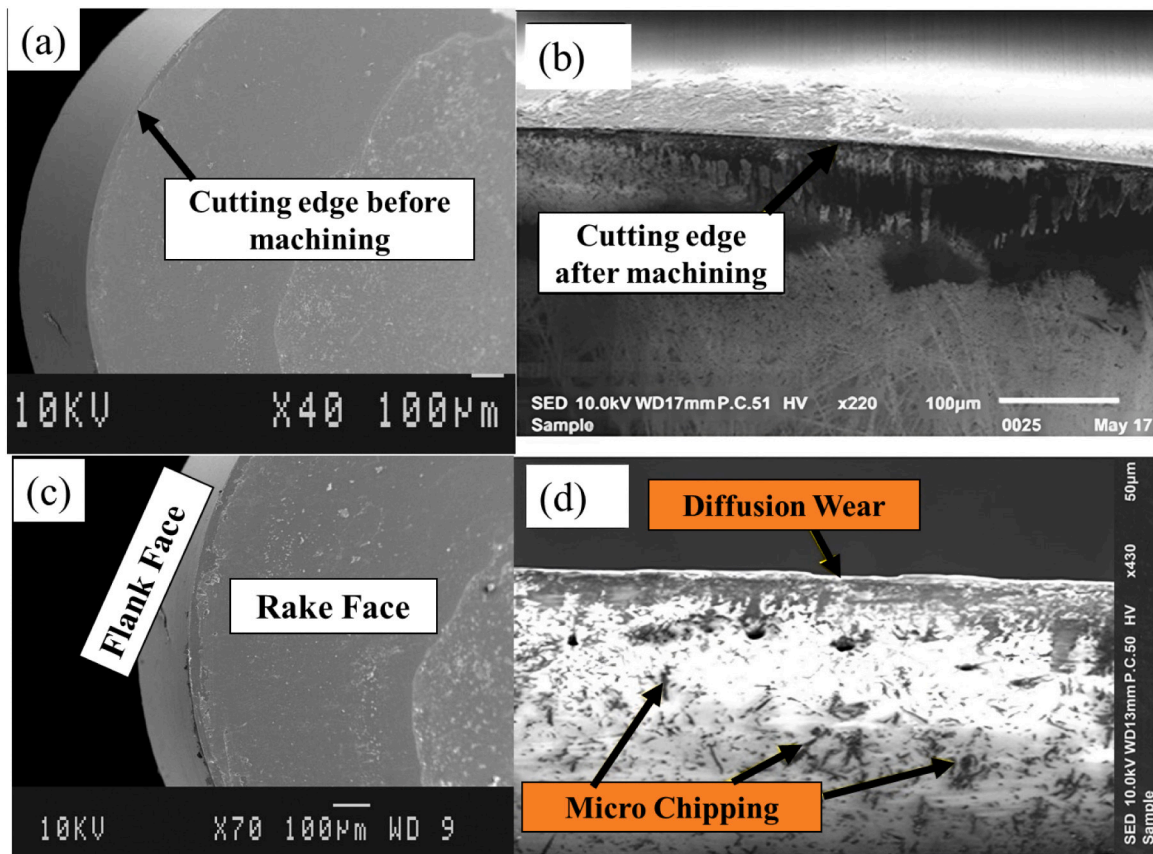 (a)
Cutting edge before
machining
10KV X40 100µm
(b)
Cutting edge
after machining
SED 10.0kV WD17mmP.C.51 HV x220 100µm
Sample 0025 May 17
(c)
Flank Face
Rake Face
10KV X70 100µm WD 9
(d)
Diffusion Wear
Micro Chipping
SED 10.0kV WD13mmP.C.50 HV x430 50µm
Sample